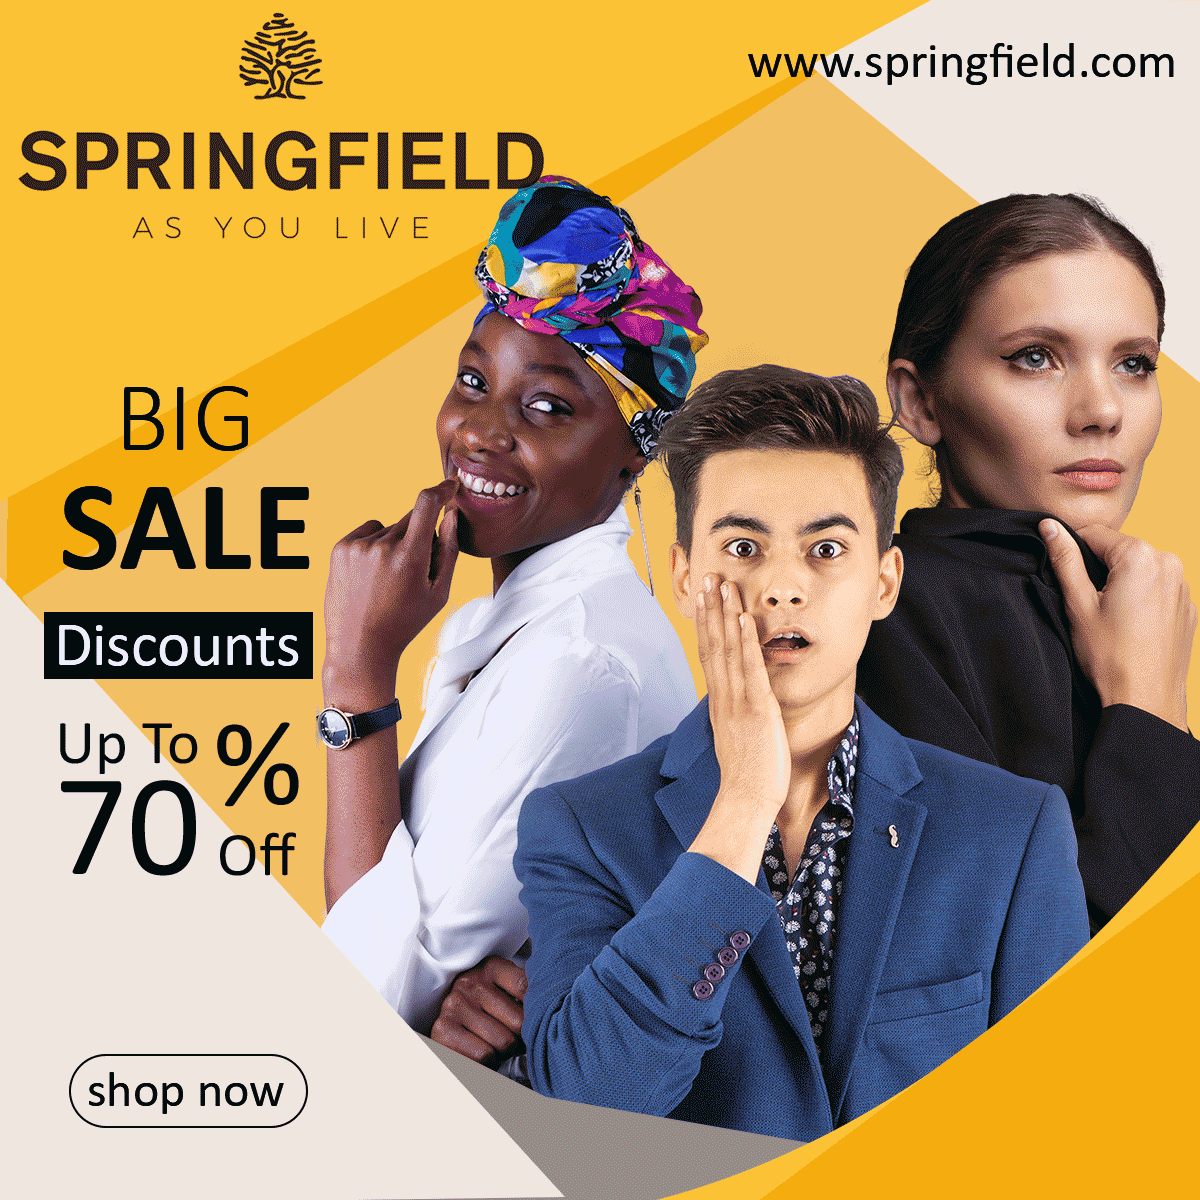 www.springfield.com
SPRINGFIELD
AS YOU LIVE
BIG
SALE
Discounts
Up To
70 %
Off
shop now